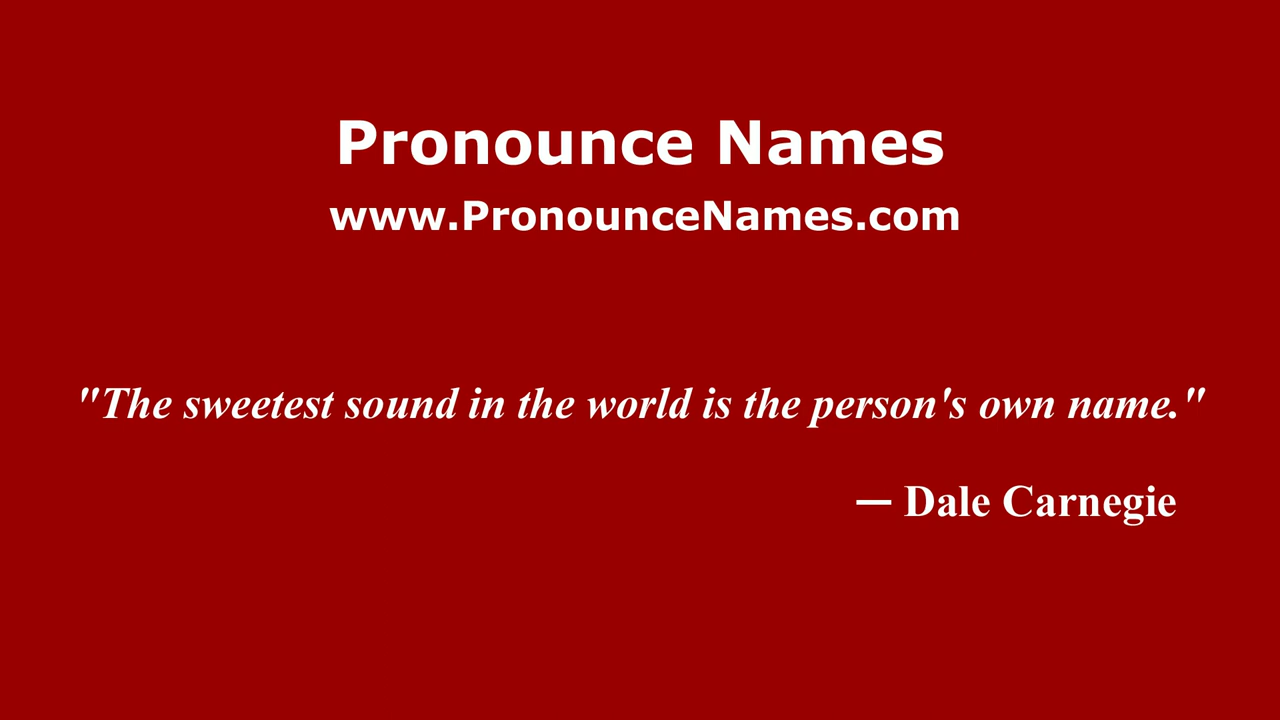 Pronounce Names
www.PronounceNames.com
"The sweetest sound in the world is the person's own name."
— Dale Carnegie